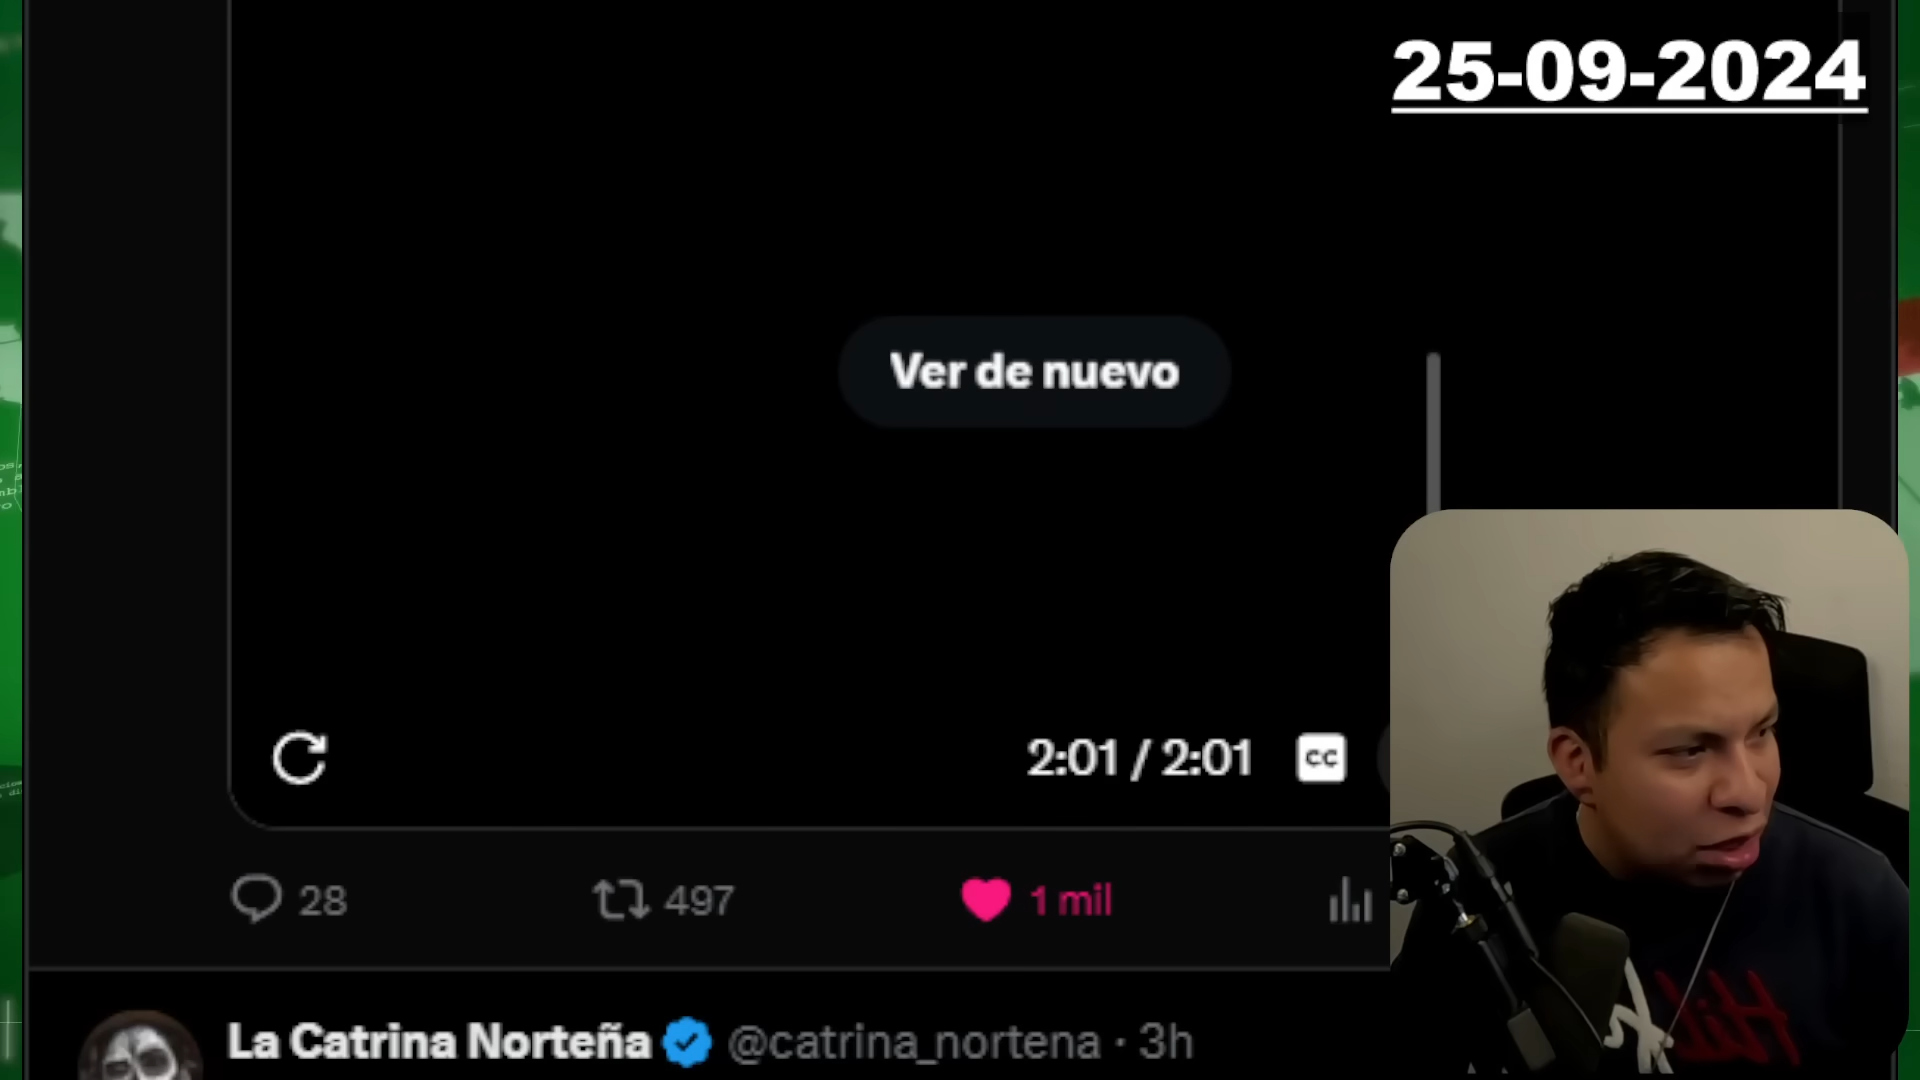 25-09-2024
Ver de nuevo
2:01 / 2:01 CC
28 497 1 mil
La Catrina Norteña @catrina_nortena · 3h